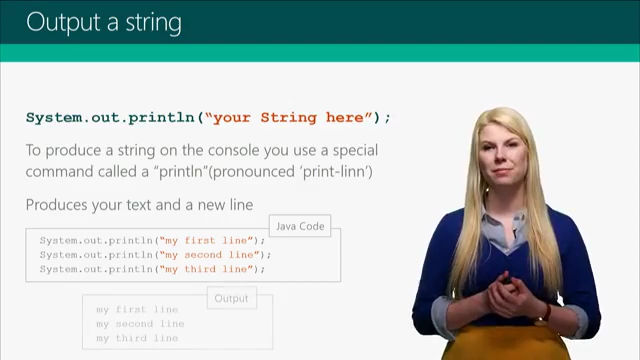 Output a string
System.out.println(“your String here”);
To produce a string on the console you use a special
command called a “println”(pronounced ‘print-linn’)
Produces your text and a new line
Java Code
System.out.println(“my first line”);
System.out.println(“my second line”);
System.out.println(“my third line”);
Output
my first line
my second line
my third line